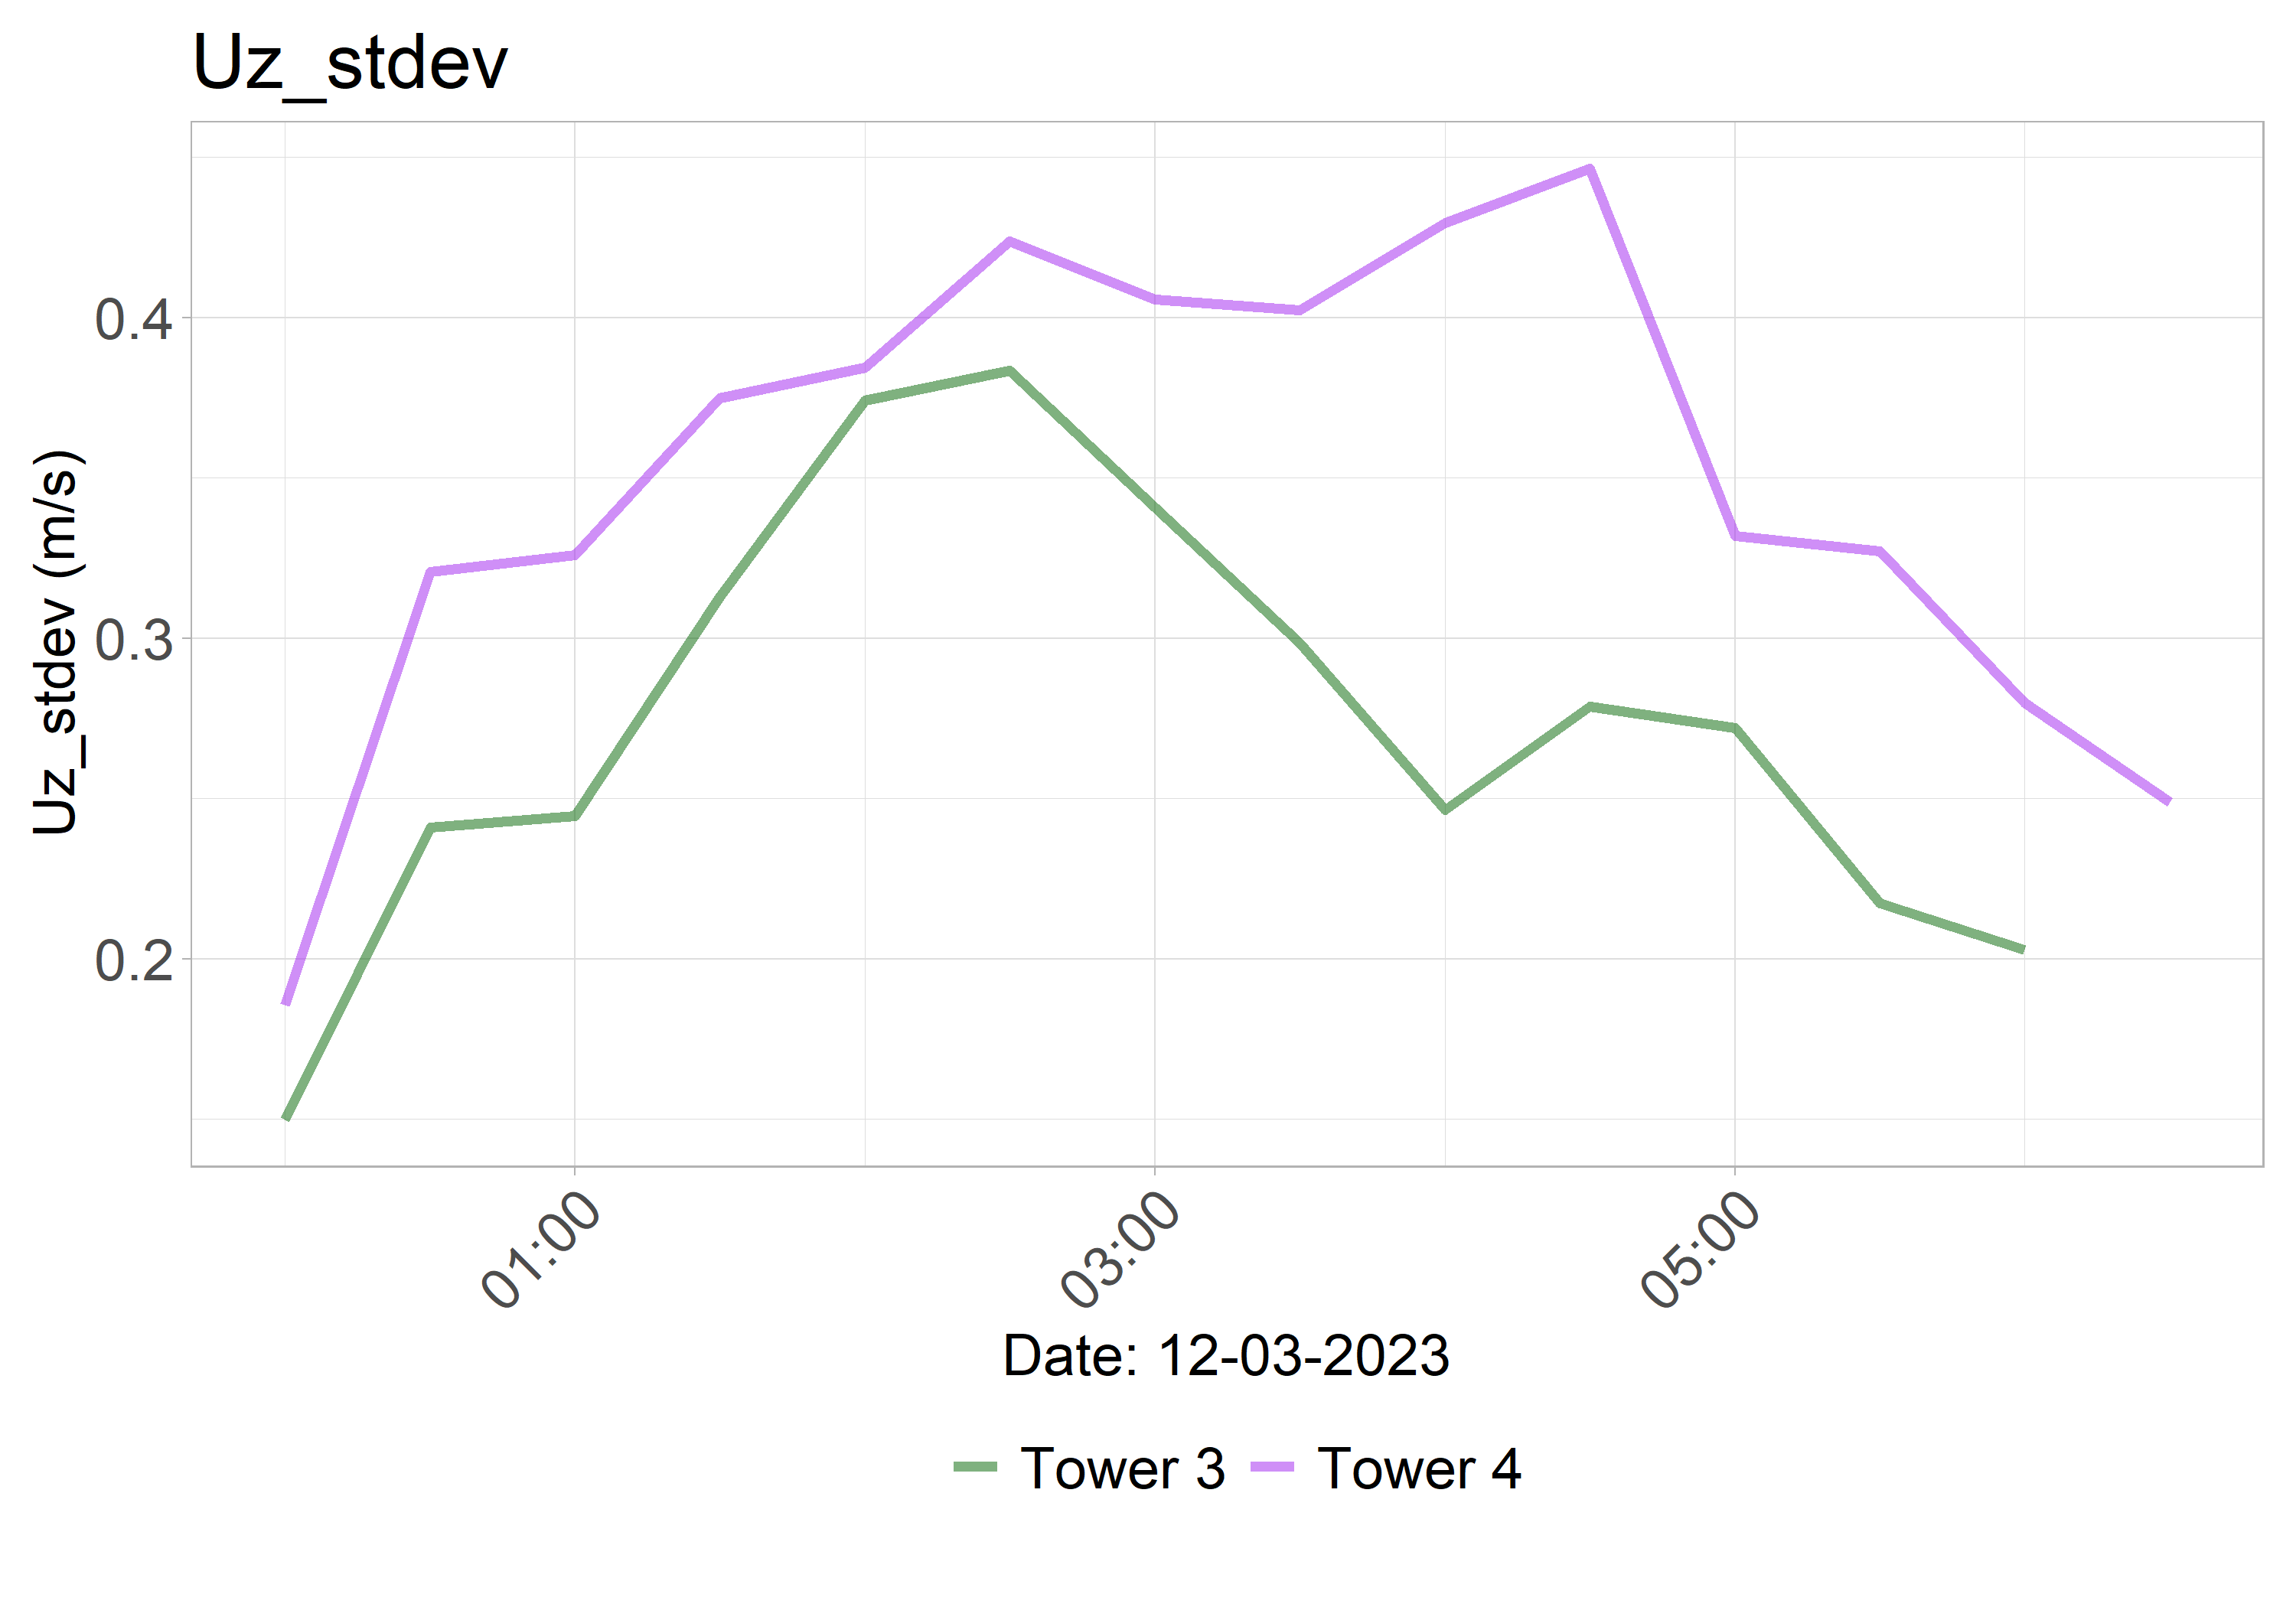 Uz_stdev
Uz_stdev (m/s)
0.4
0.3
0.2
01:00 03:00 05:00
Date: 12-03-2023
Tower 3 Tower 4